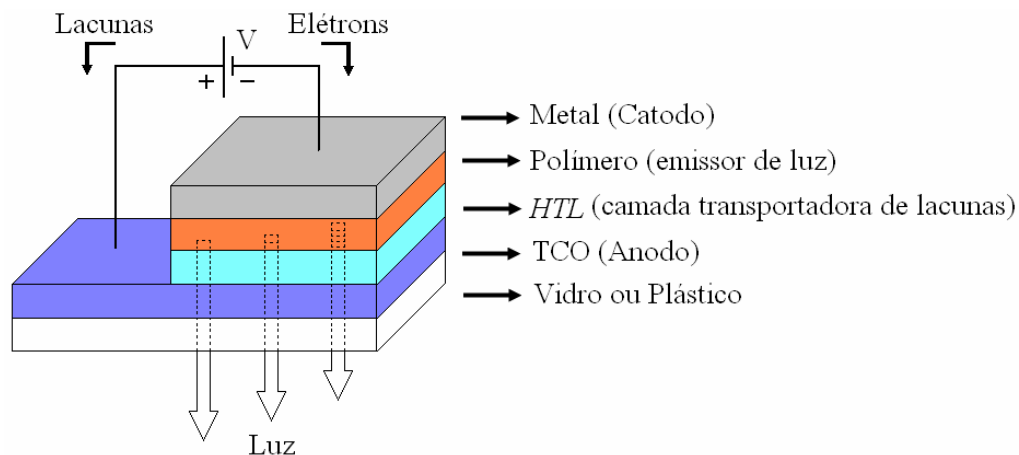 Lacunas
Elétrons
V
+ −
Metal (Catodo)
Polímero (emissor de luz)
HTL (camada transportadora de lacunas)
TCO (Anodo)
Vidro ou Plástico
Luz